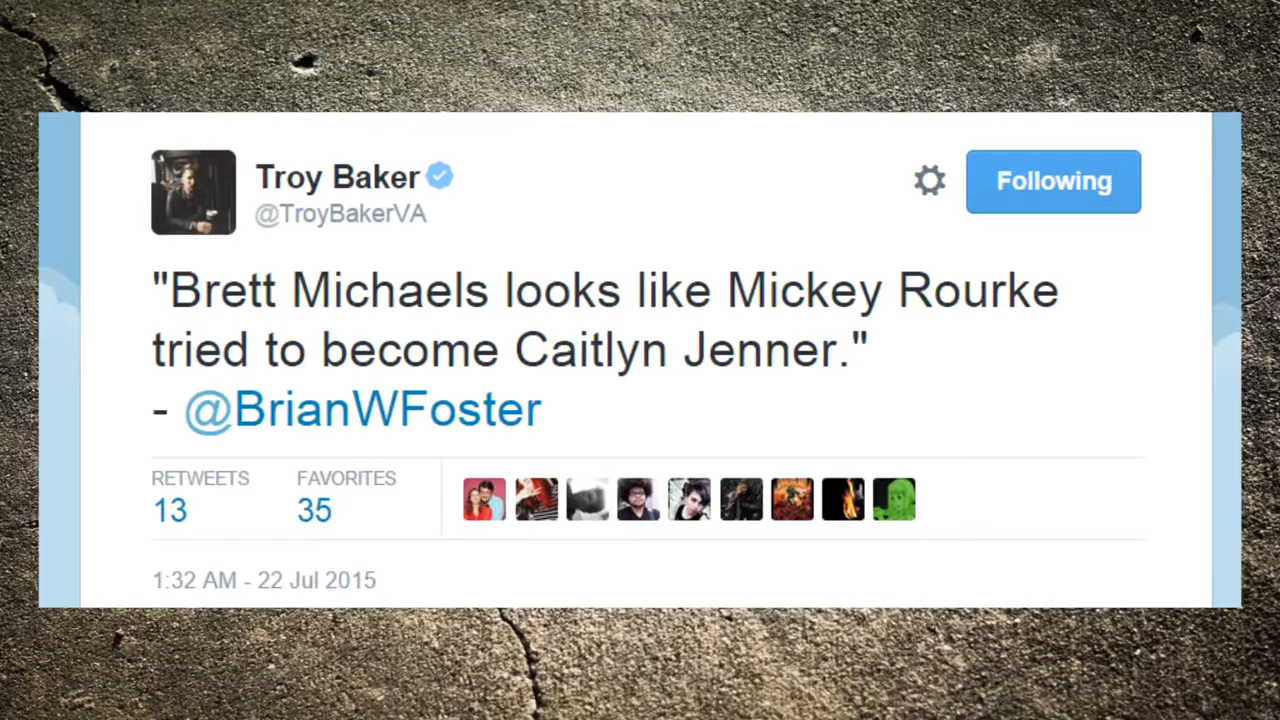 Troy Baker
@TroyBakerVA
Following
"Brett Michaels looks like Mickey Rourke
tried to become Caitlyn Jenner."
- @BrianWFoster
RETWEETS FAVORITES
13 35
1:32 AM - 22 Jul 2015